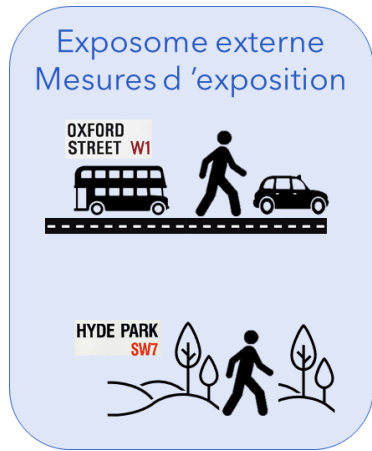 Exposome externe
Mesures d ’exposition
OXFORD
STREET W1
HYDE PARK
SW7